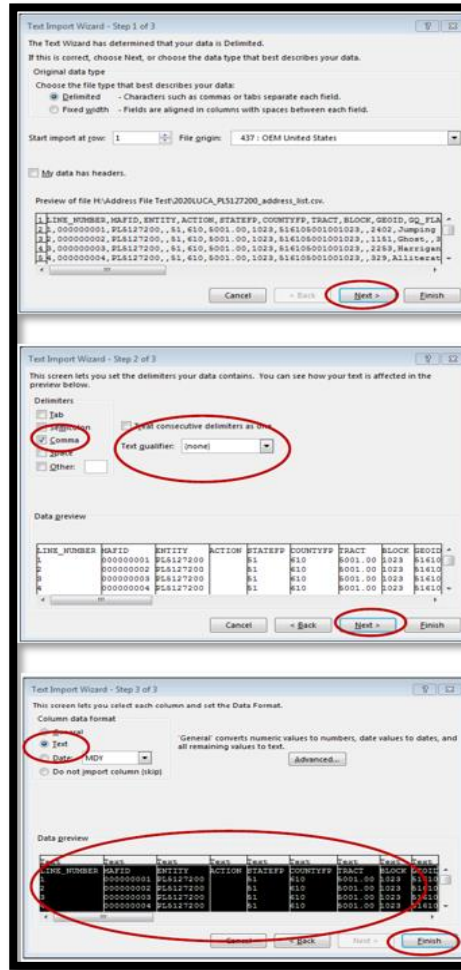 Text Import Wizard - Step 1 of 3
The Text Wizard has determined that your data is Delimited.
If this is correct, choose Next, or choose the data type that best describes your data.
Original data type
Choose the file type that best describes your data:
Delimited - Characters such as commas or tabs separate each field.
Fixed width - Fields are aligned in columns with spaces between each field.
Start import at row: 1 File origin: 437 : OEM United States
My data has headers.
Preview of file H:\Address File Test\2020LUCA_PL5127200_address_list.csv.
1 LINE_NUMBER,MAFID,ENTITY,ACTION,STATEFP,COUNTYFP,TRACT,BLOCK,GEOID,GQ_FLA
2 1,000000001,PL5127200,,51,610,5001.00,1023,516105001001023,,2402,Jumping
3 2,000000002,PL5127200,,51,610,5001.00,1023,516105001001023,,1151,Ghost,,3
4 3,000000003,PL5127200,,51,610,5001.00,1023,516105001001023,,2253,Harrigan
5 4,000000004,PL5127200,,51,610,5001.00,1023,516105001001023,,329,Alliterat
Cancel < Back Next > Finish
Text Import Wizard - Step 2 of 3
This screen lets you set the delimiters your data contains. You can see how your text is affected in the
preview below.
Delimiters
Tab
Semicolon Treat consecutive delimiters as one
Comma
Text qualifier: {none}
Space
Other:
Data preview
LINE_NUMBER MAFID ENTITY ACTION STATEFP COUNTYFP TRACT BLOCK GEOID
1 000000001 PL5127200 51 610 5001.00 1023 51610
2 000000002 PL5127200 51 610 5001.00 1023 51610
3 000000003 PL5127200 51 610 5001.00 1023 51610
4 000000004 PL5127200 51 610 5001.00 1023 51610
Cancel < Back Next > Finish
Text Import Wizard - Step 3 of 3
This screen lets you select each column and set the Data Format.
Column data format
General
Text
Date: MDY
Do not import column (skip)
'General' converts numeric values to numbers, date values to dates, and
all remaining values to text.
Advanced...
Data preview
Text Text Text Text Text Text Text Text Text
LINE_NUMBER MAFID ENTITY ACTION STATEFP COUNTYFP TRACT BLOCK GEOID
1 000000001 PL5127200 51 610 5001.00 1023 51610
2 000000002 PL5127200 51 610 5001.00 1023 51610
3 000000003 PL5127200 51 610 5001.00 1023 51610
4 000000004 PL5127200 51 610 5001.00 1023 51610
Cancel < Back Next > Finish